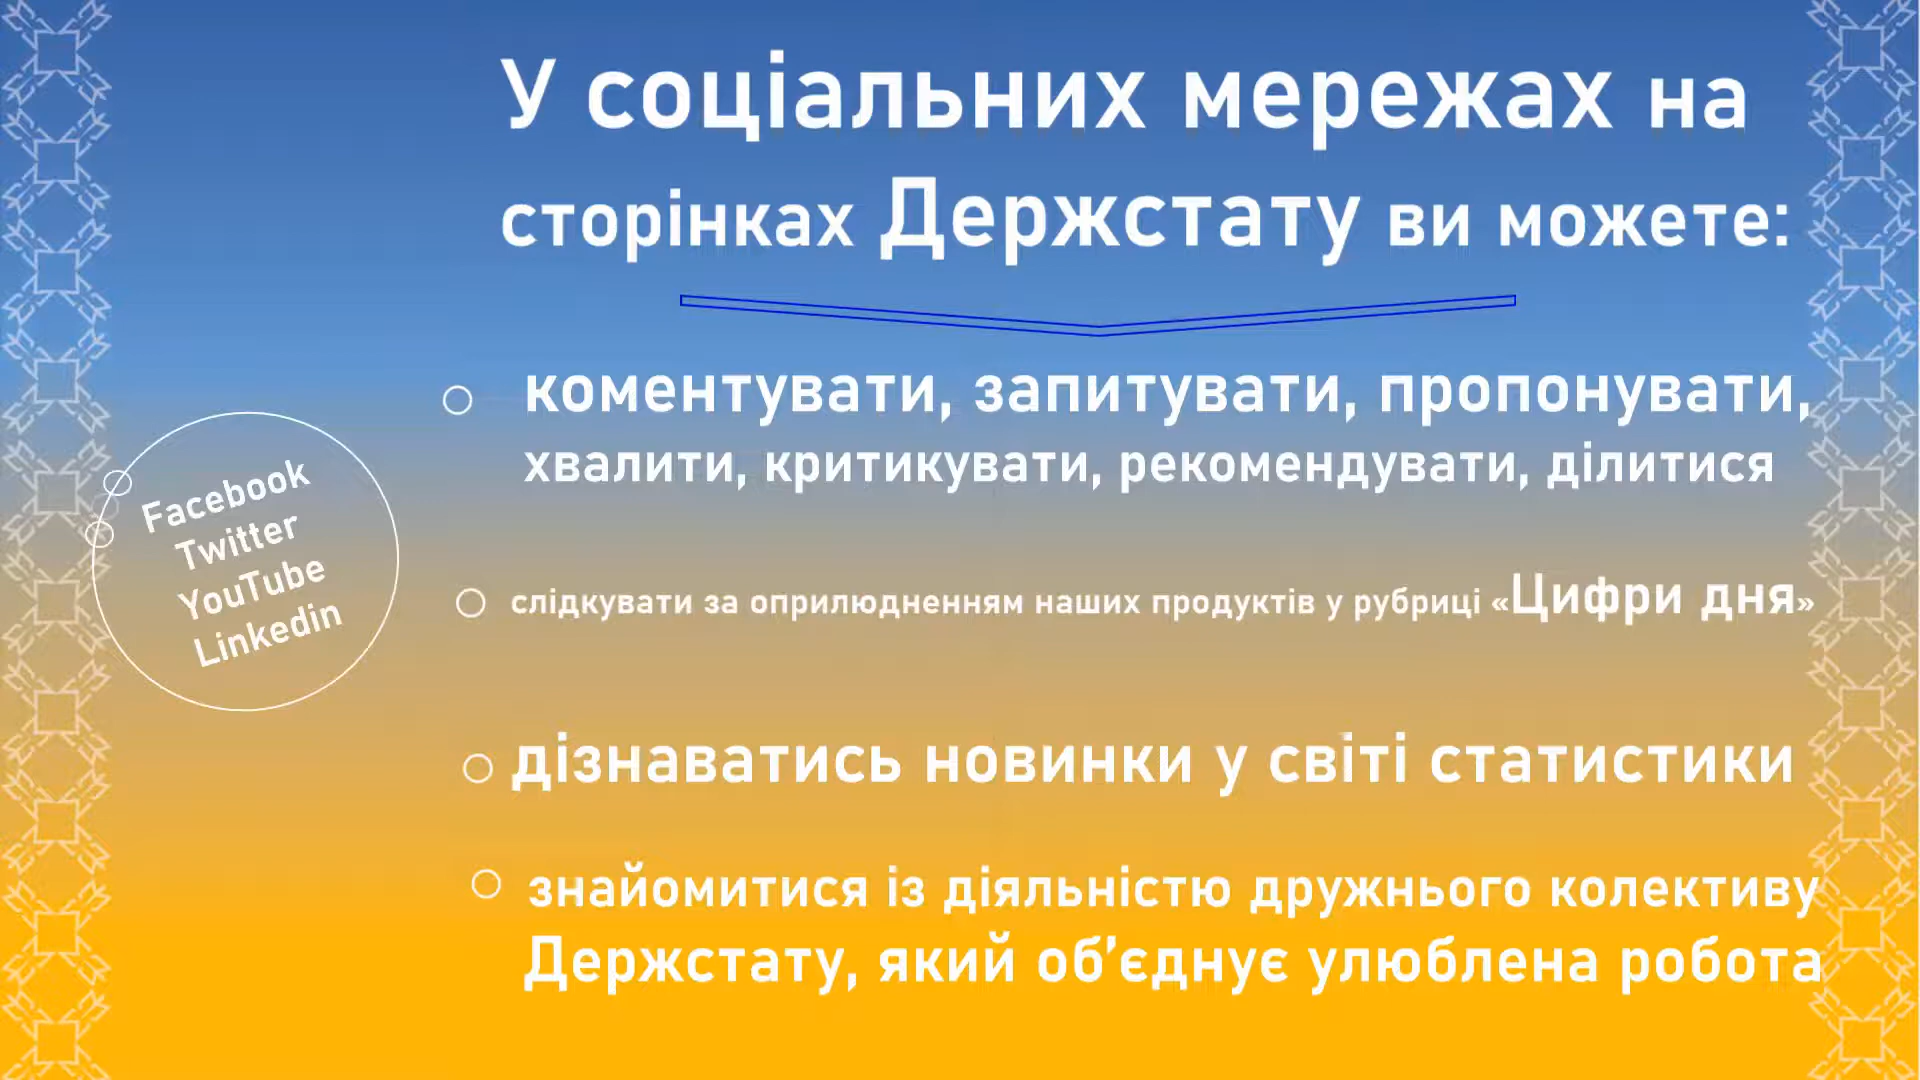 У соціальних мережах на
сторінках Держстату ви можете:
коментувати, запитувати, пропонувати,
хвалити, критикувати, рекомендувати, ділитися
Facebook
Twitter
YouTube
Linkedin
слідкувати за оприлюдненням наших продуктів у рубриці «Цифри дня»
дізнаватись новинки у світі статистики
знайомитися із діяльністю дружнього колективу
Держстату, який об’єднує улюблена робота